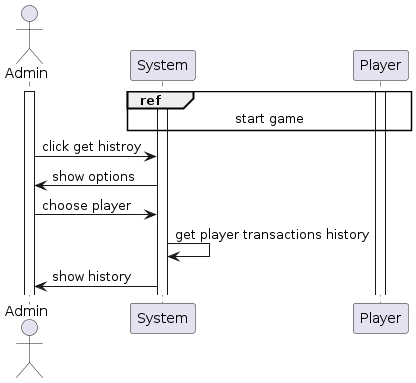 Admin
System
Player
ref
start game
click get histroy
show options
choose player
get player transactions history
show history
Admin
System
Player